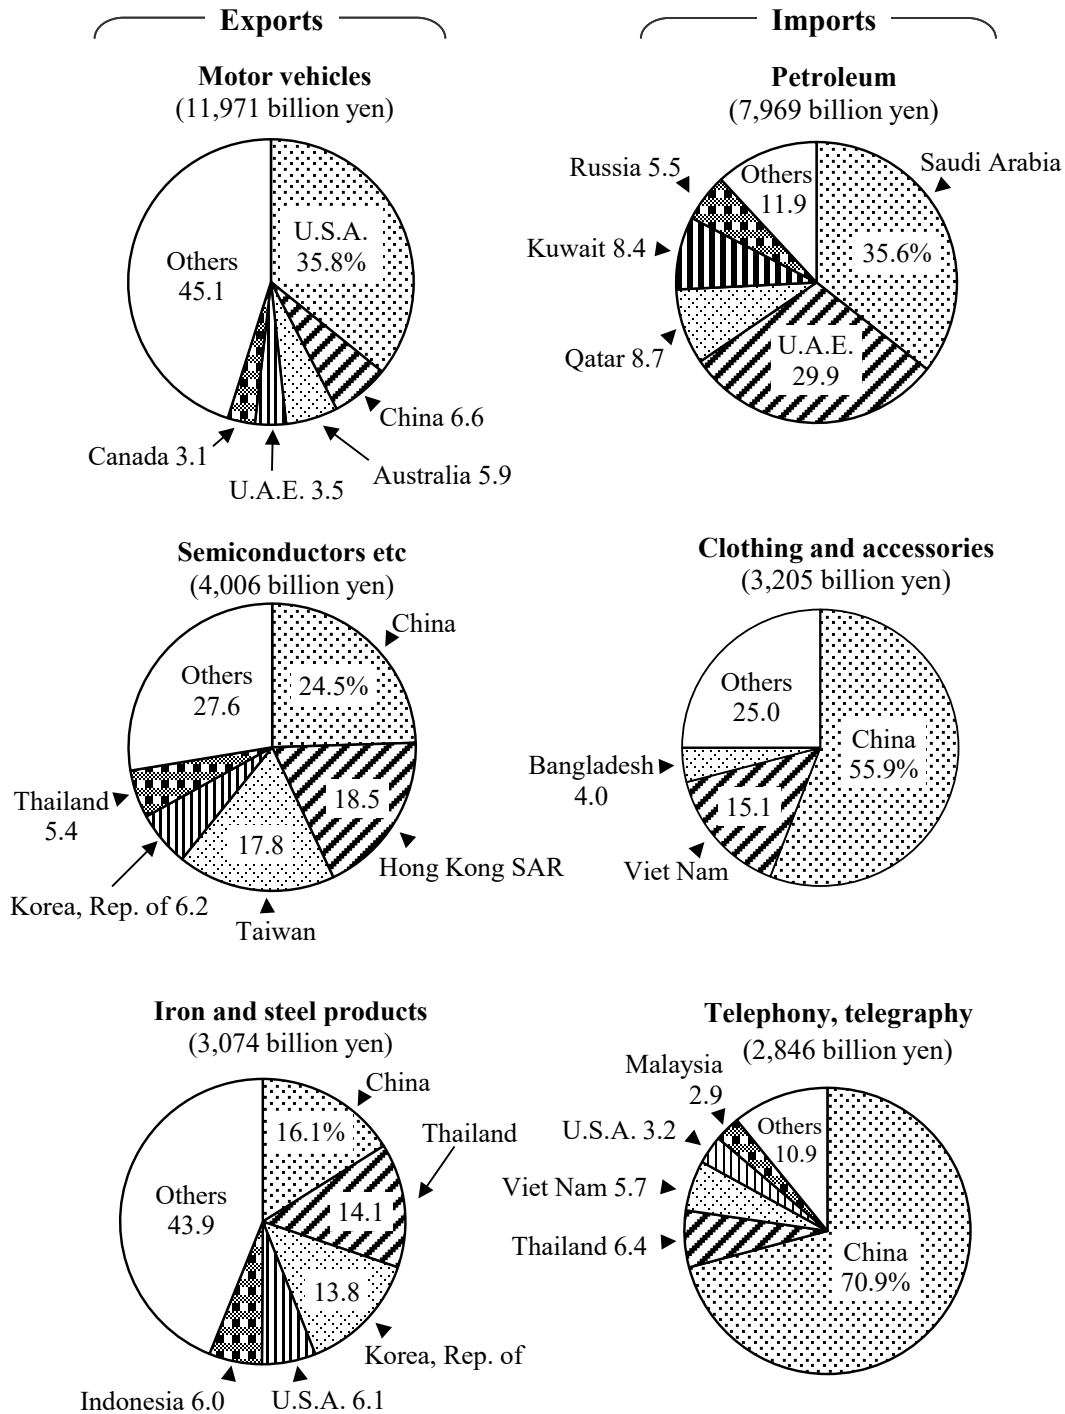 Exports
Imports
Motor vehicles
(11,971 billion yen)
U.S.A.
35.8%
Others
45.1
China 6.6
Australia 5.9
U.A.E. 3.5
Canada 3.1
Petroleum
(7,969 billion yen)
Saudi Arabia
35.6%
Russia 5.5
Others
11.9
Kuwait 8.4
Qatar 8.7
U.A.E.
29.9
Semiconductors etc
(4,006 billion yen)
China
24.5%
Others
27.6
Thailand
5.4
18.5
17.8
Hong Kong SAR
Korea, Rep. of 6.2
Taiwan
Clothing and accessories
(3,205 billion yen)
Others
25.0
China
55.9%
Bangladesh
4.0
15.1
Viet Nam
Iron and steel products
(3,074 billion yen)
China
16.1%
Thailand
14.1
Others
43.9
13.8
Korea, Rep. of
Indonesia 6.0
U.S.A. 6.1
Telephony, telegraphy
(2,846 billion yen)
Malaysia
2.9
Others
10.9
U.S.A. 3.2
Viet Nam 5.7
Thailand 6.4
China
70.9%